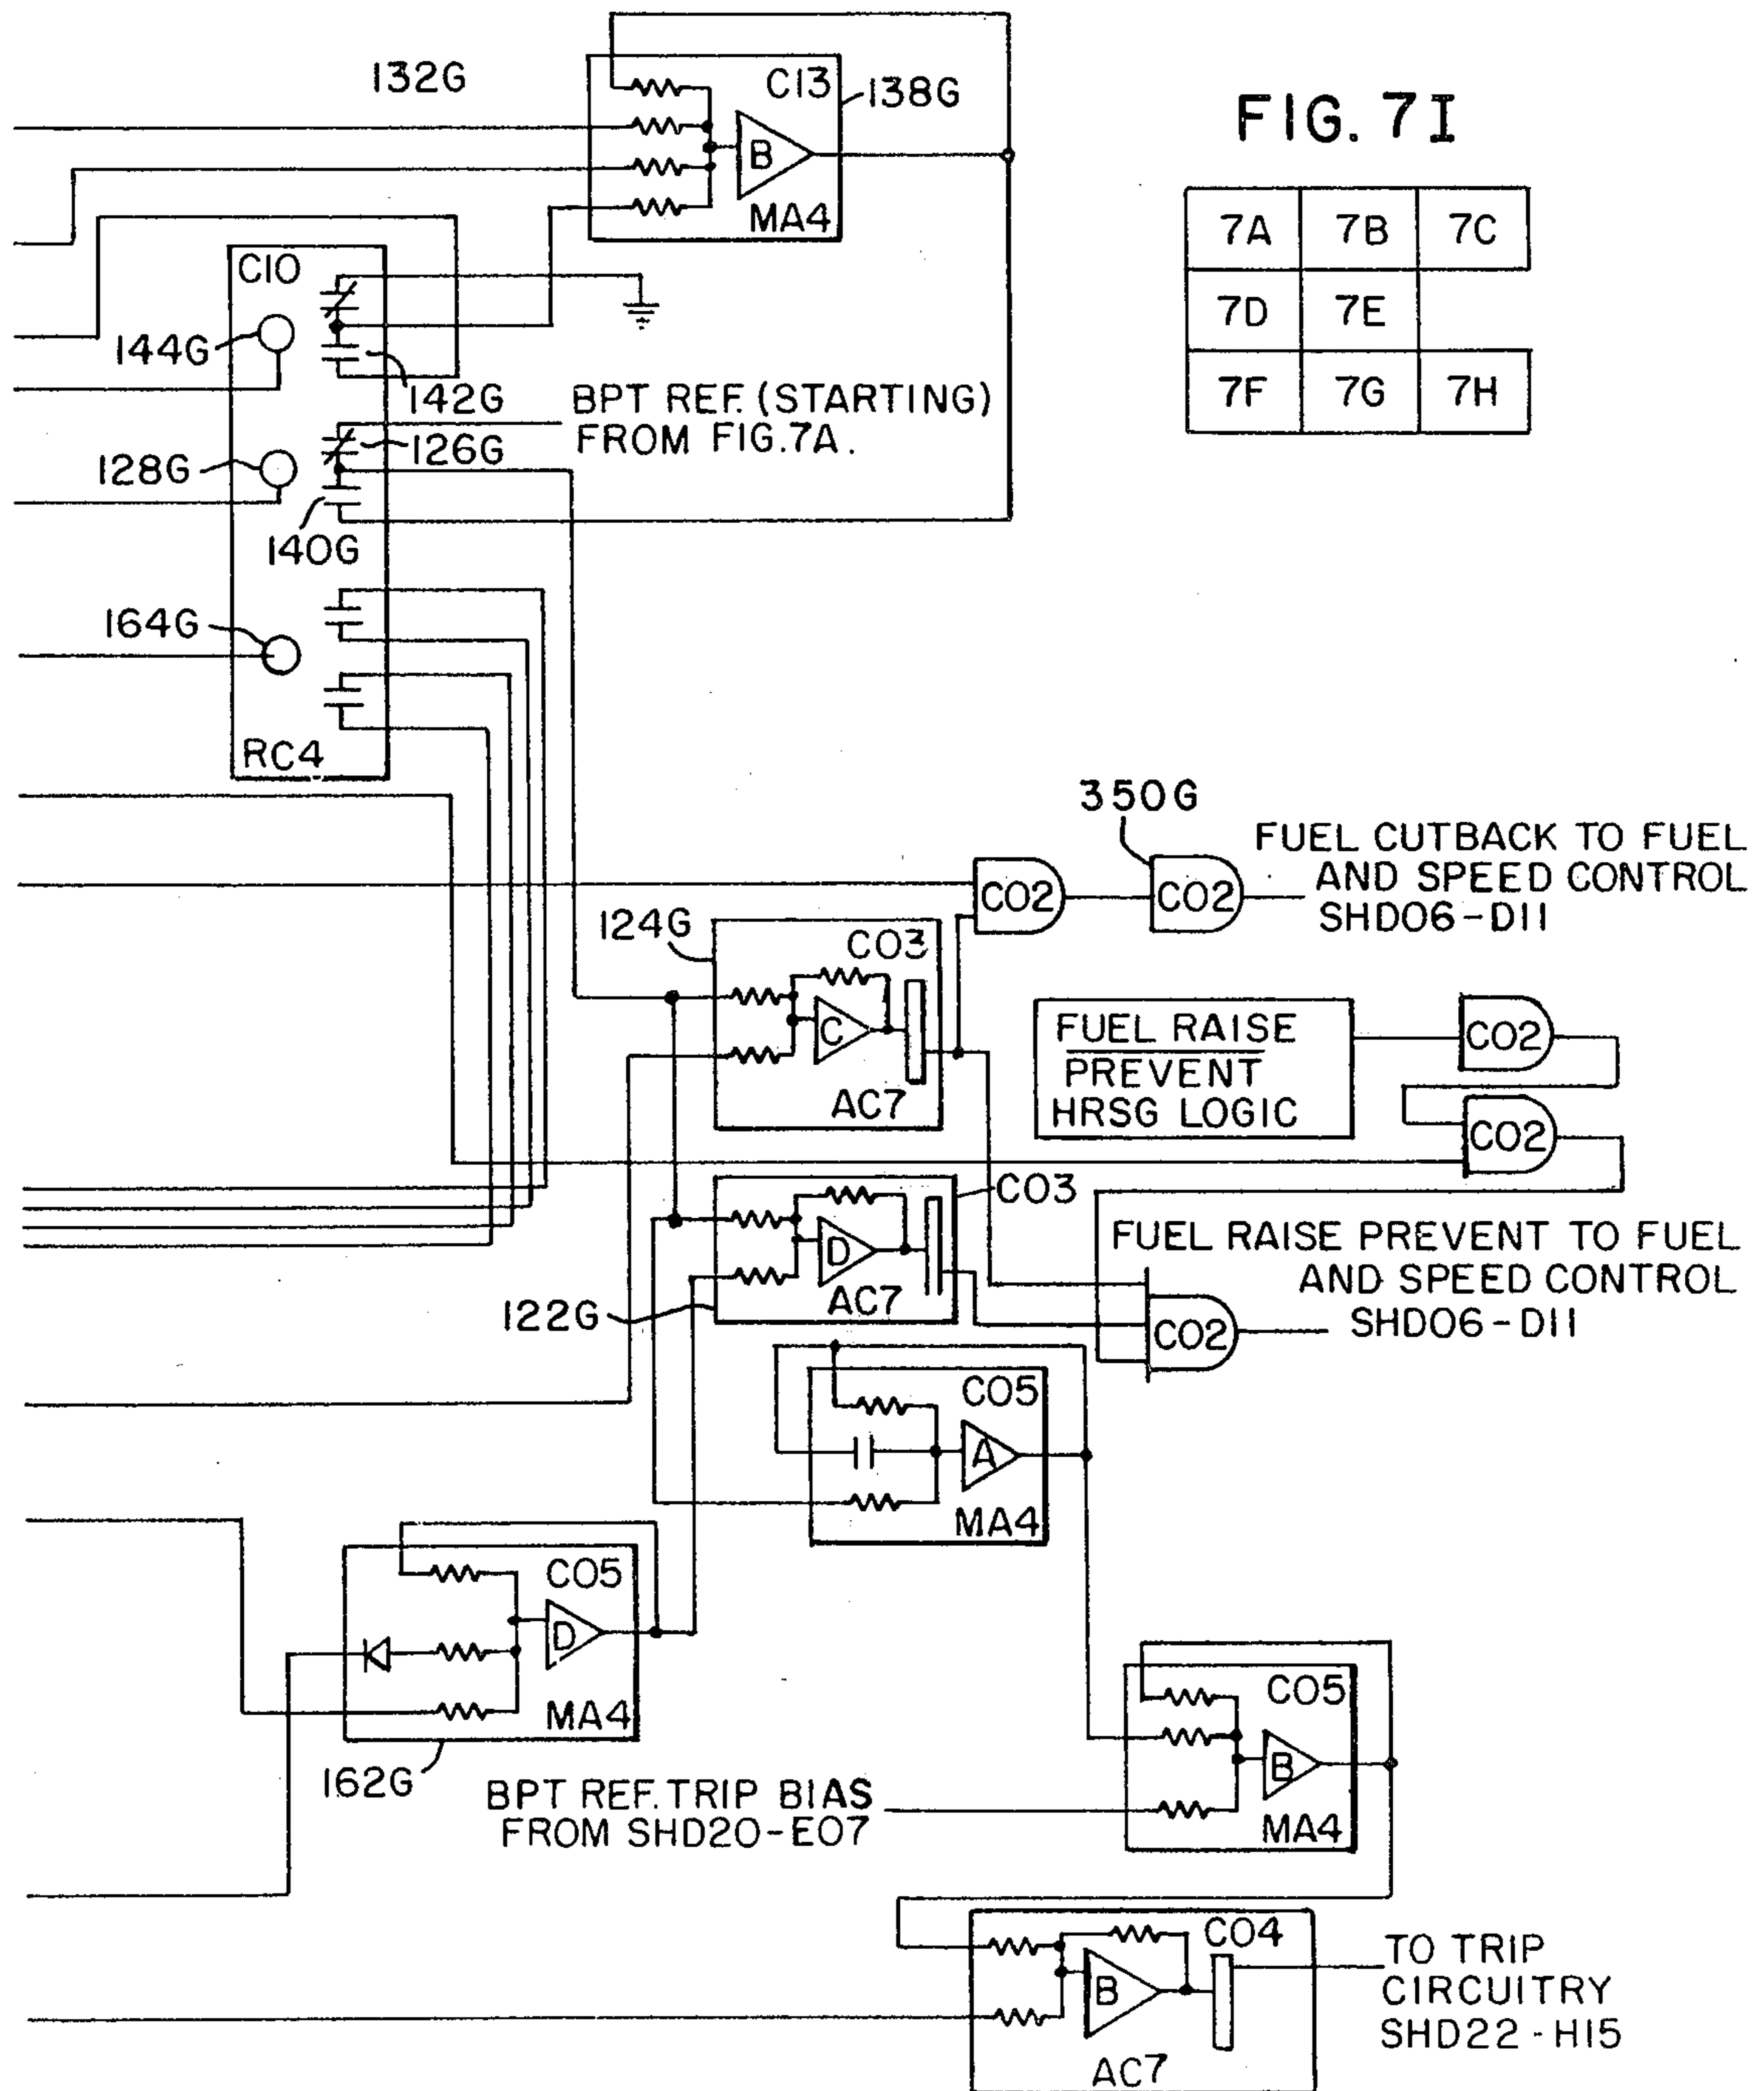 132G
C13
138G
B
MA4
FIG. 7I
7A 7B 7C
7D 7E
7F 7G 7H
C10
144G
142G
BPT REF. (STARTING)
FROM FIG.7A.
126G
128G
140G
164G
RC4
350G
CO2
CO2
FUEL CUTBACK TO FUEL
AND SPEED CONTROL
SHD06-D11
124G
CO3
C
AC7
FUEL RAISE
PREVENT
HRSG LOGIC
CO2
CO2
CO3
D
AC7
122G
FUEL RAISE PREVENT TO FUEL
AND SPEED CONTROL
SHD06-D11
CO2
CO5
A
MA4
CO5
D
MA4
162G
CO5
B
MA4
BPT REF. TRIP BIAS
FROM SHD20-E07
CO4
B
AC7
TO TRIP
CIRCUITRY
SHD22-H15